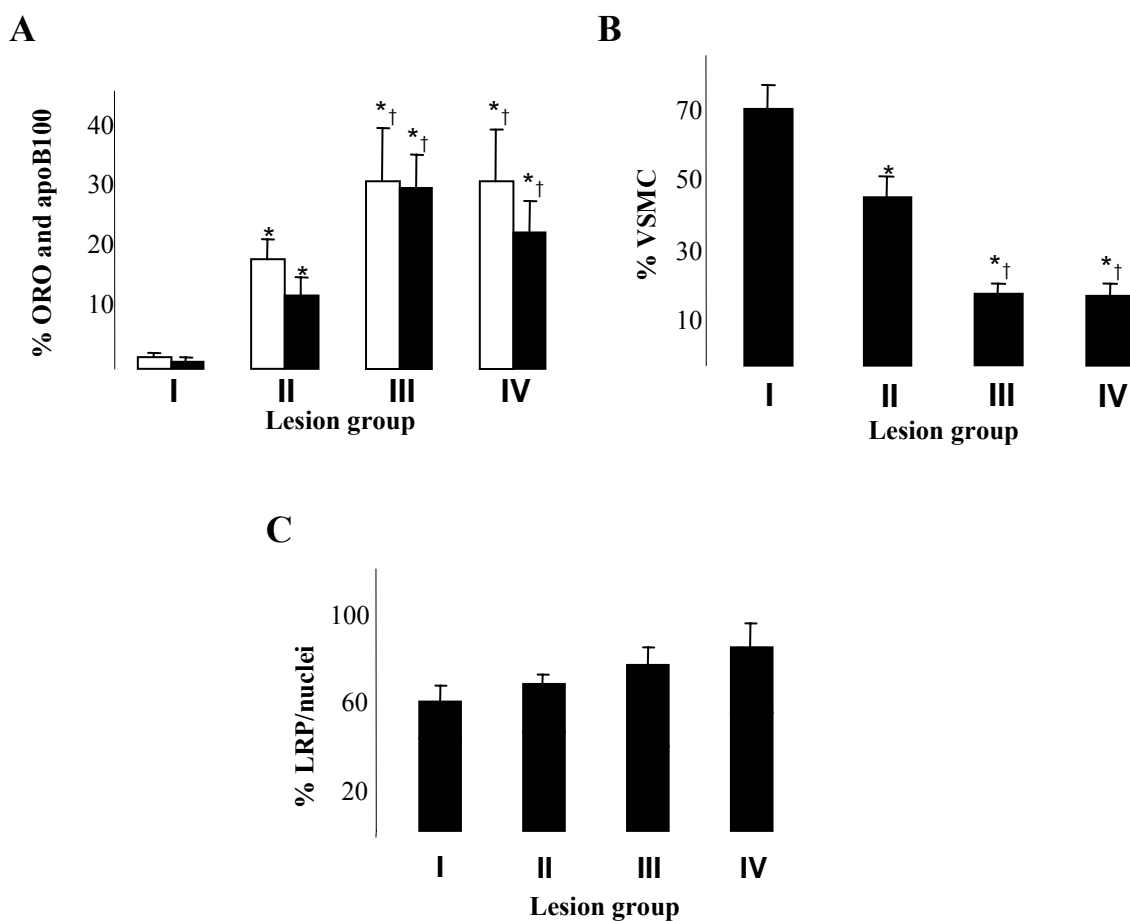 A
% ORO and apoB100
40
30
20
10
*†
*†
*†
*†
*
*
I II III IV
Lesion group
B
% VSMC
70
50
30
10
*
*†
*†
I II III IV
Lesion group
C
% LRP/nuclei
100
60
20
I II III IV
Lesion group